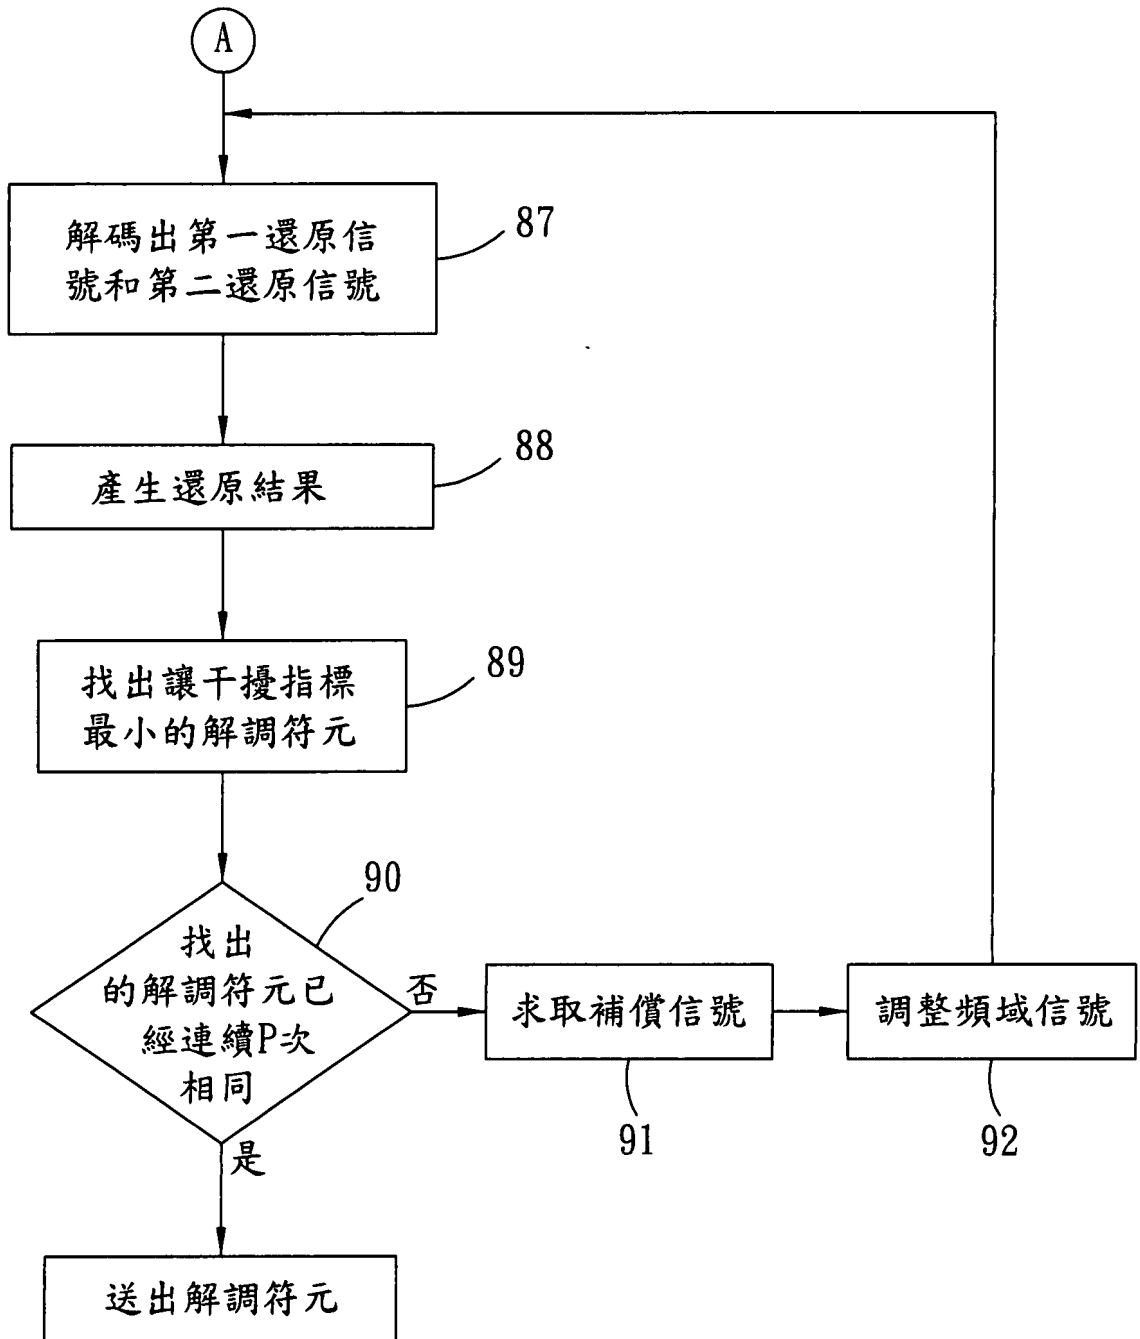 A
解碼出第一還原信
號和第二還原信號
87
產生還原結果
88
找出讓干擾指標
最小的解調符元
89
90
找出
的解調符元已
經連續P次
相同
否
求取補償信號
91
調整頻域信號
92
是
送出解調符元